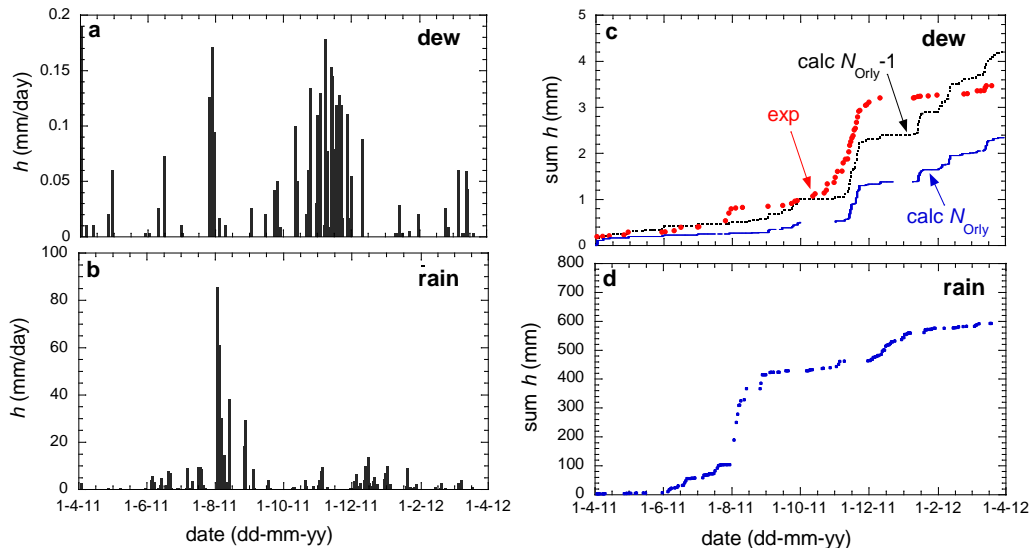 a
dew
0.2
0.15
0.1
0.05
0
h (mm/day)
b
rain
100
80
60
40
20
0
h (mm/day)
1-4-11 1-6-11 1-8-11 1-10-11 1-12-11 1-2-12 1-4-12
date (dd-mm-yy)
c
dew
calc N Orly -1
exp
calc N Orly
5
4
3
2
1
0
sum h (mm)
d
rain
800
700
600
500
400
300
200
100
0
sum h (mm)
1-4-11 1-6-11 1-8-11 1-10-11 1-12-11 1-2-12 1-4-12
date (dd-mm-yy)